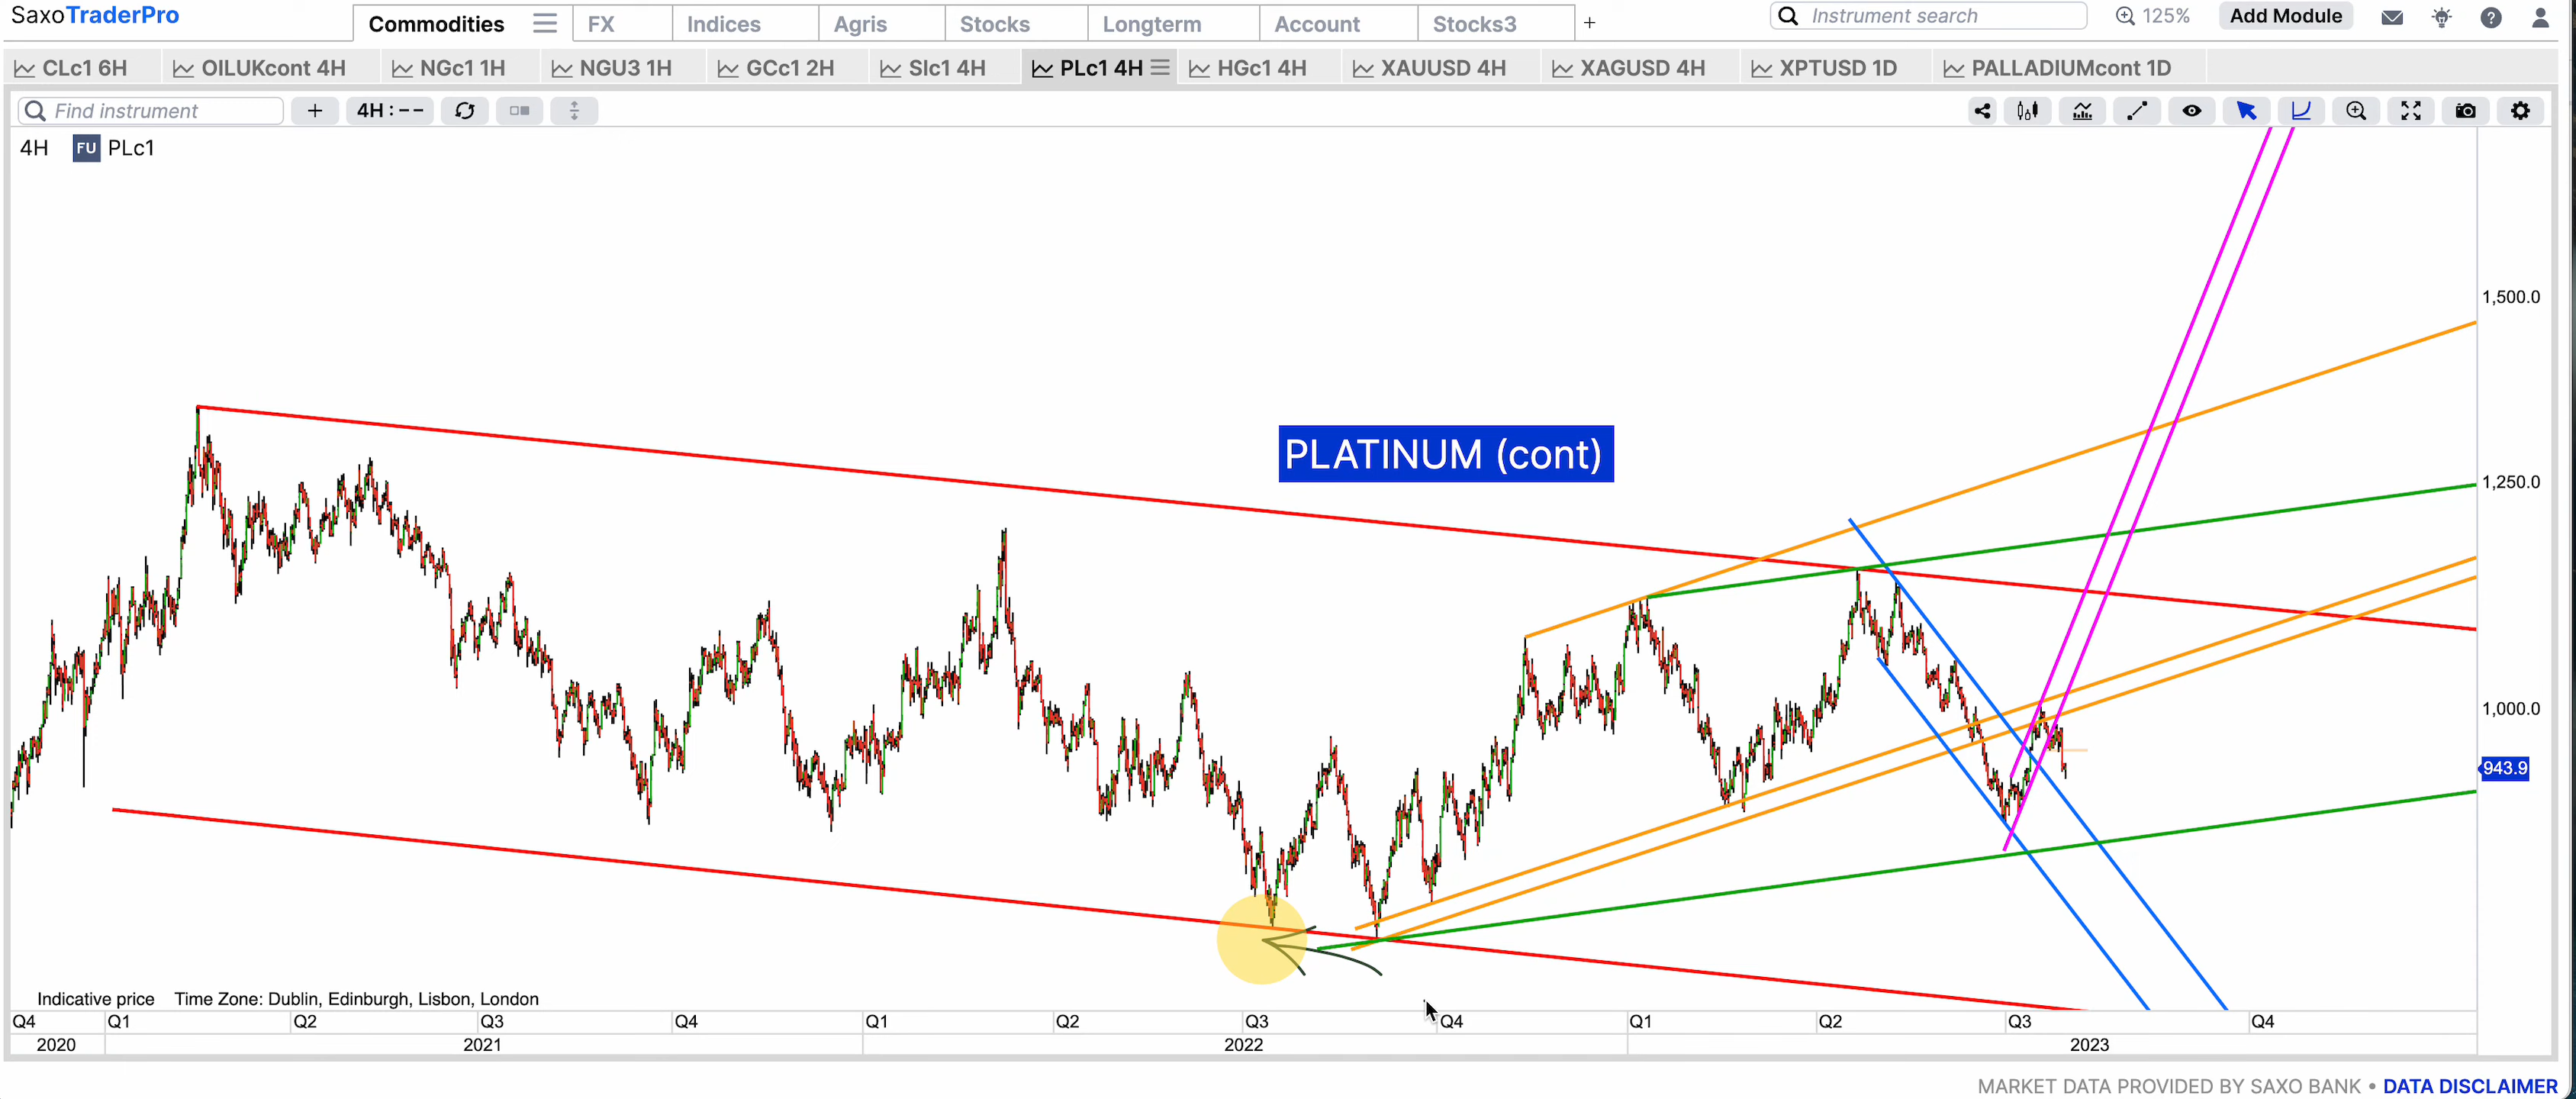 SaxoTraderPro
Commodities FX Indices Agris Stocks Longterm Account Stocks3 +
Instrument search 125% Add Module
CLc1 6H OILUKcont 4H NGc1 1H NGU3 1H GCc1 2H SIc1 4H PLc1 4H HGc1 4H XAUUSD 4H XAGUSD 4H XPTUSD 1D PALLADIUMcont 1D
Find instrument + 4H : --
4H FU PLc1
1,500.0
PLATINUM (cont)
1,250.0
1,000.0
943.9
Indicative price Time Zone: Dublin, Edinburgh, Lisbon, London
Q4 Q1 Q2 Q3 Q4 Q1 Q2 Q3 Q4 Q1 Q2 Q3 Q4
2020 2021 2022 2023
MARKET DATA PROVIDED BY SAXO BANK • DATA DISCLAIMER